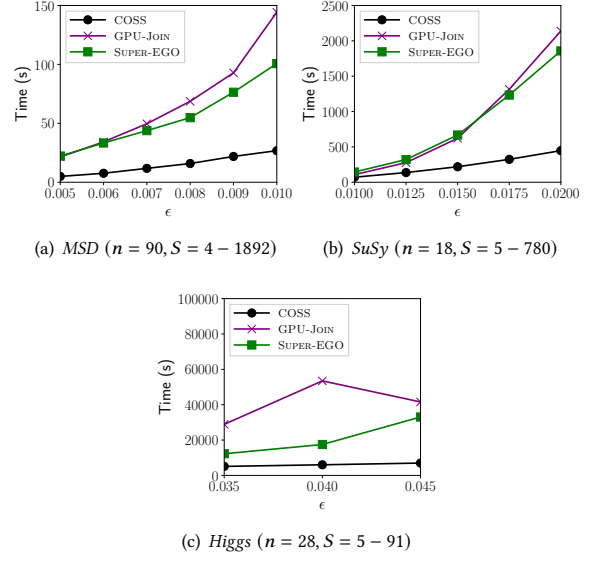 COSS
GPU-Join
Super-EGO
150
100
50
0
Time (s)
0.005 0.006 0.007 0.008 0.009 0.010
ϵ
(a) MSD (n = 90, S = 4 − 1892)
COSS
GPU-Join
Super-EGO
2500
2000
1500
1000
500
0
Time (s)
0.0100 0.0125 0.0150 0.0175 0.0200
ϵ
(b) SuSy (n = 18, S = 5 − 780)
COSS
GPU-Join
Super-EGO
100000
80000
60000
40000
20000
0
Time (s)
0.035 0.040 0.045
ϵ
(c) Higgs (n = 28, S = 5 − 91)